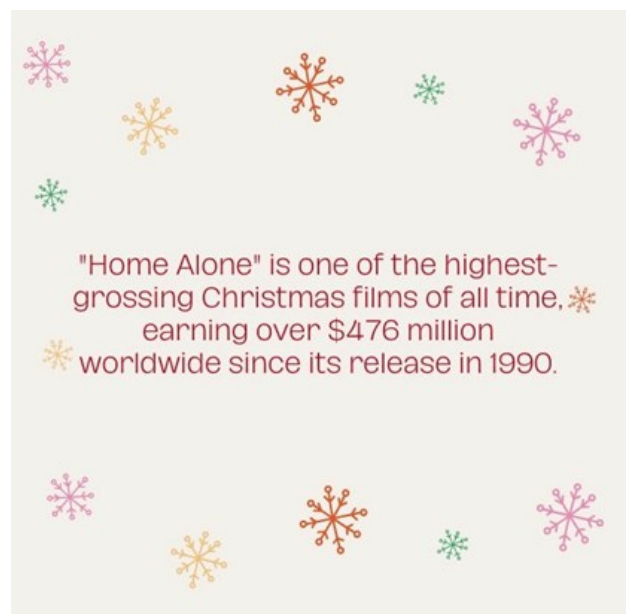 "Home Alone" is one of the highest-
grossing Christmas films of all time,
earning over $476 million
worldwide since its release in 1990.